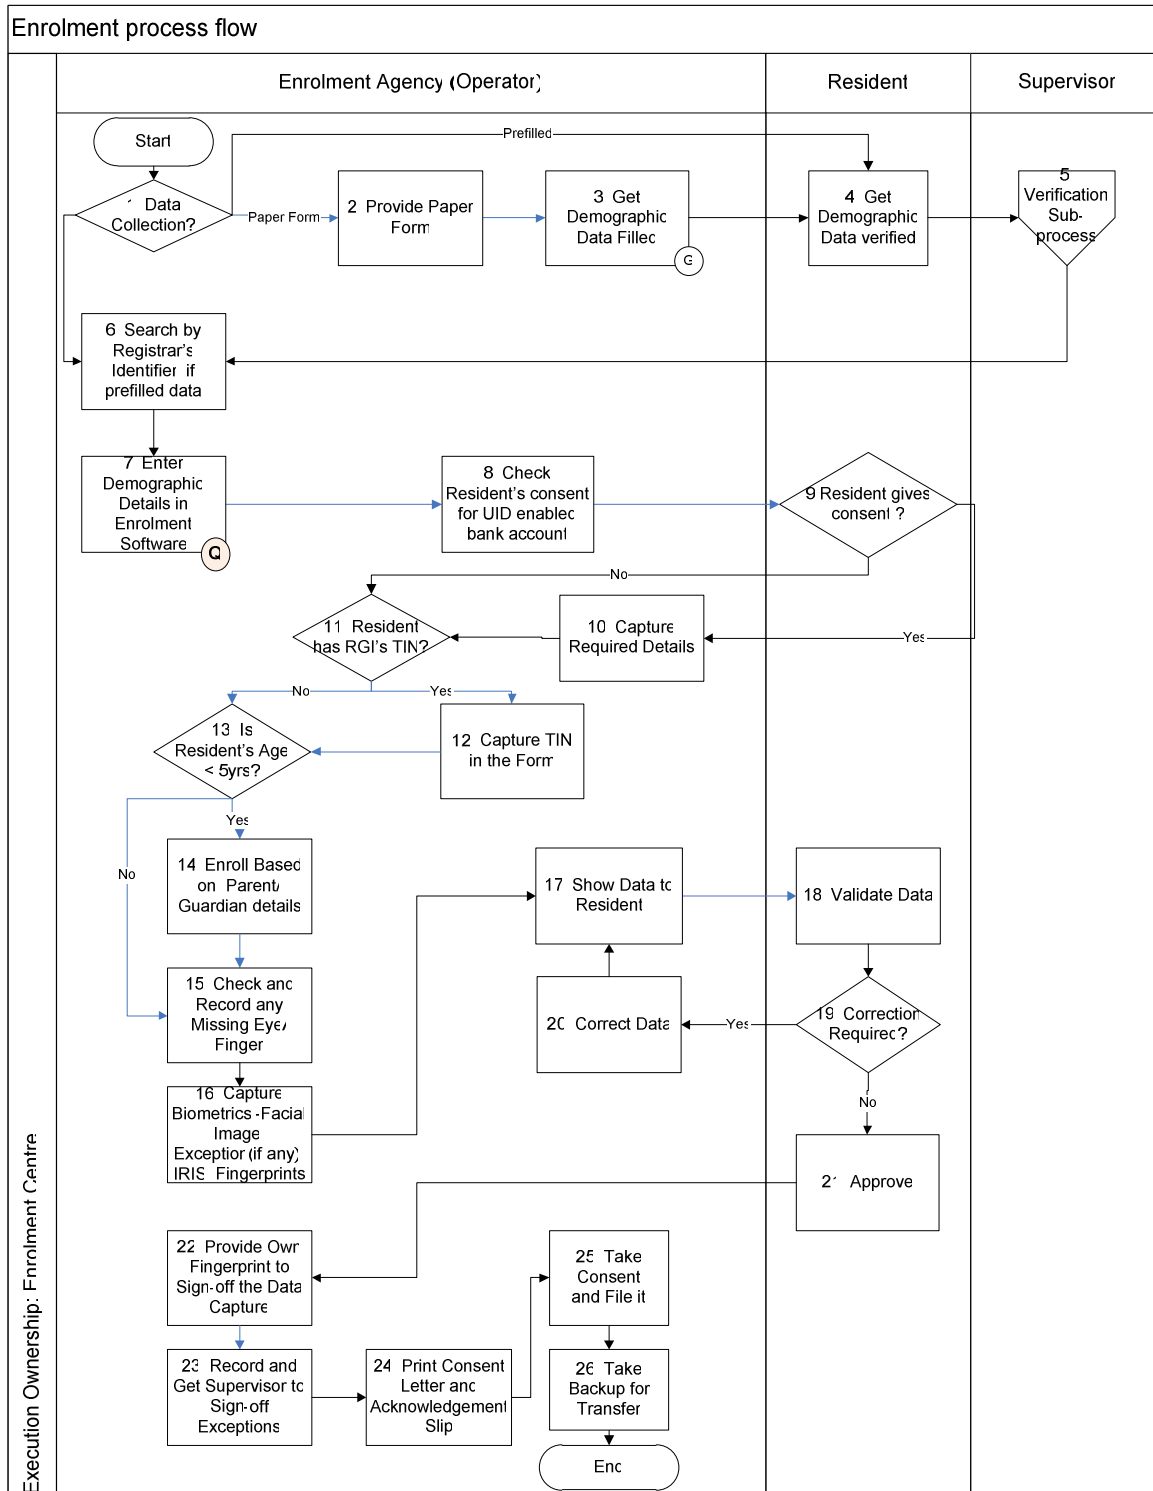 Enrolment process flow
Enrolment Agency (Operator)
Resident
Supervisor
Start
Prefilled
1 Data
Collection?
Paper Form
2 Provide Paper
Form
3 Get
Demographic
Data Filled
G
4 Get
Demographic
Data verified
5
Verification
Sub-
process
6 Search by
Registrar's
Identifier if
prefilled data
7 Enter
Demographic
Details in
Enrolment
Software
Q
8 Check
Resident's consent
for UID enabled
bank account
9 Resident gives
consent ?
No
11 Resident
has RGI's TIN?
10 Capture
Required Details
Yes
No
Yes
13 Is
Resident's Age
< 5yrs?
12 Capture TIN
in the Form
Yes
No
14 Enroll Based
on Parent/
Guardian details
17 Show Data to
Resident
18 Validate Data
15 Check and
Record any
Missing Eye/
Finger
20 Correct Data
Yes
19 Correction
Required?
No
16 Capture
Biometrics -Facial
Image
Exception (if any)
IRIS Fingerprints
21 Approve
22 Provide Own
Fingerprint to
Sign-off the Data
Capture
25 Take
Consent
and File it
23 Record and
Get Supervisor to
Sign-off
Exceptions
24 Print Consent
Letter and
Acknowledgement
Slip
26 Take
Backup for
Transfer
End
Execution Ownership: Enrolment Centre